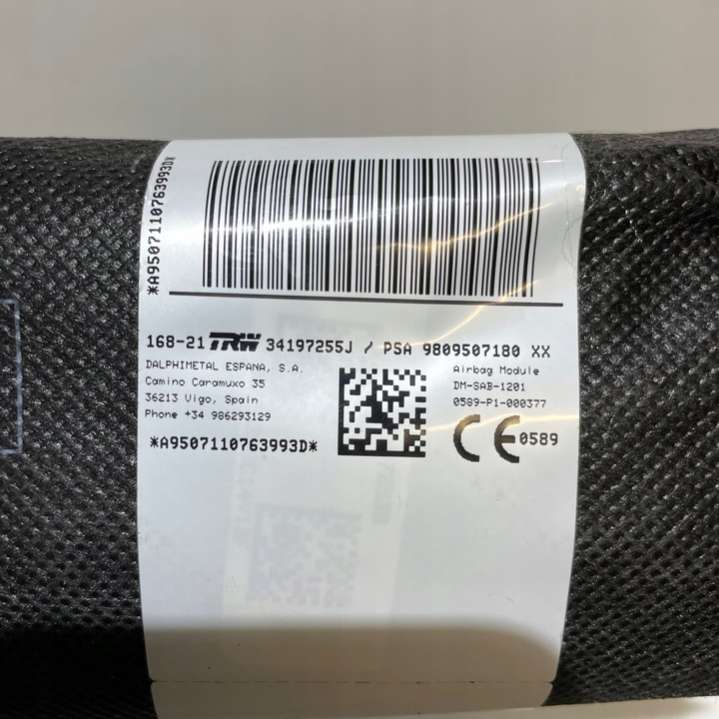 *A9507110763993D*
168-21 TRW 34197255J / PSA 9809507180 XX
DALPHIMETAL ESPANA, S.A.
Camino Caramuxo 35
36213 Vigo, Spain
Phone +34 986293129
*A9507110763993D*
Airbag Module
DM-SAB-1201
0589-P1-000377
CE 0589